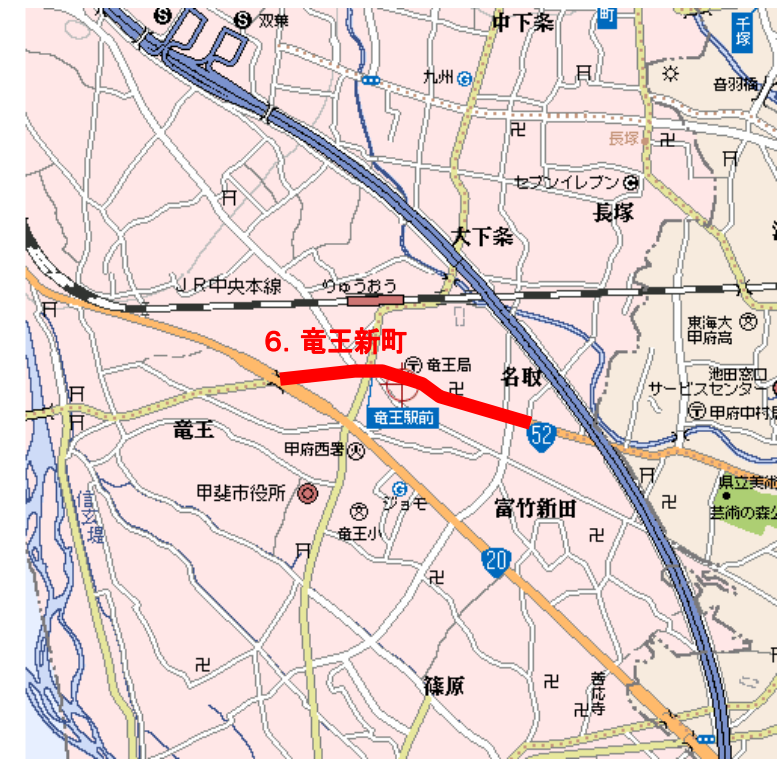 双葉
中下条
町
千塚
九州
音羽橋
長塚
セブンイレブン
長塚
大下条
JR中央本線
りゅうおう
6. 竜王新町
東海大
甲府高
竜王局
名取
池田窓口
サービスセンター
竜王駅前
甲府中村局
竜王
52
甲府西署
県立美術
甲斐市役所
ジョモ
富竹新田
芸術の森公
信玄堤
竜王小
20
篠原
善応寺